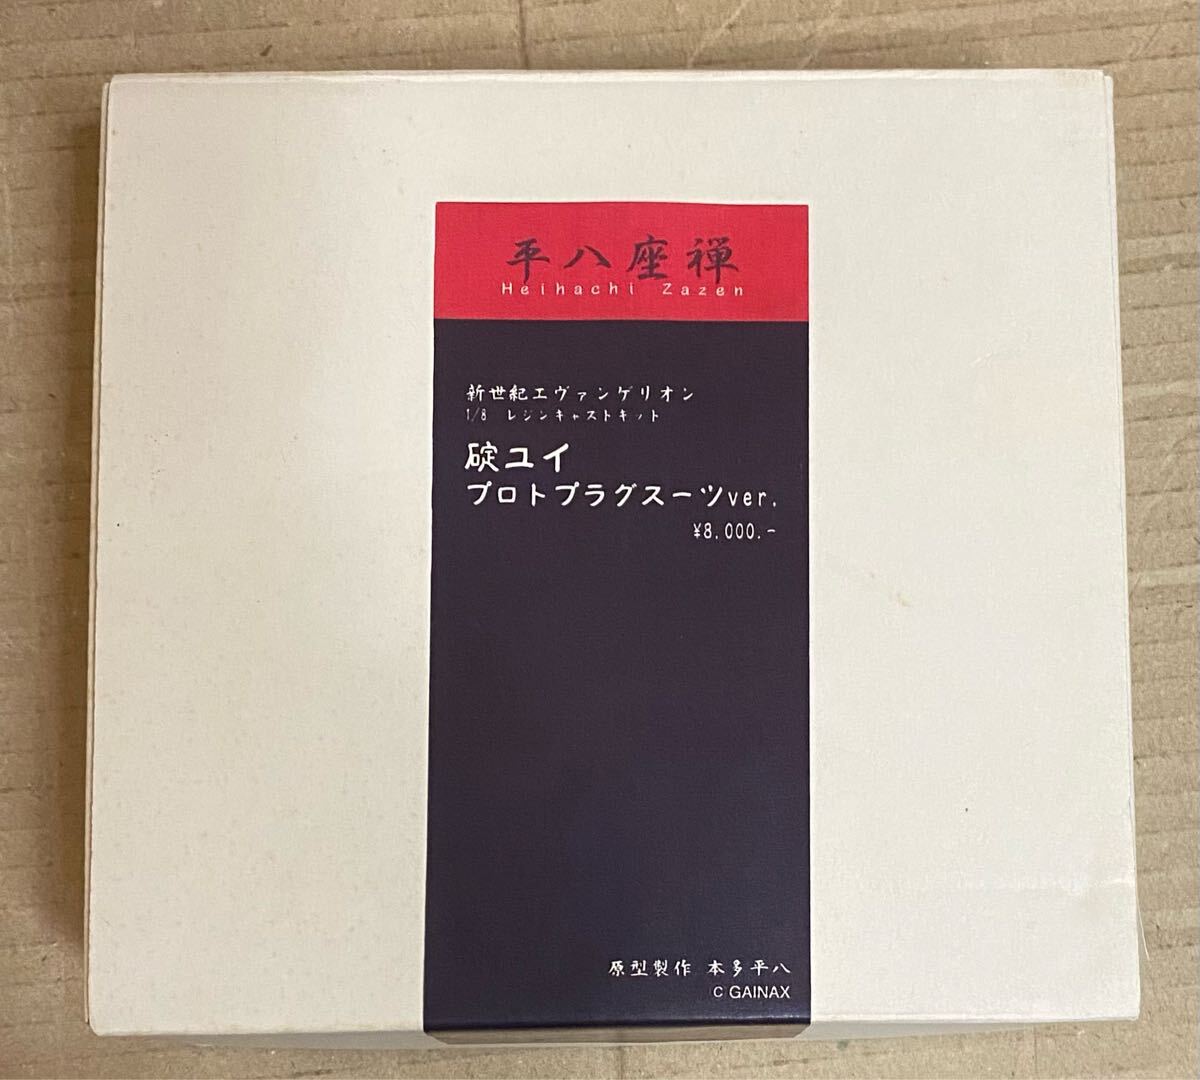 平八座禅
Heihachi Zazen
新世紀エヴァンゲリオン
1/8 レジンキャストキット
碇ユイ
プロトプラグスーツver.
¥8,000.-
原型製作 本多平八
C GAINAX